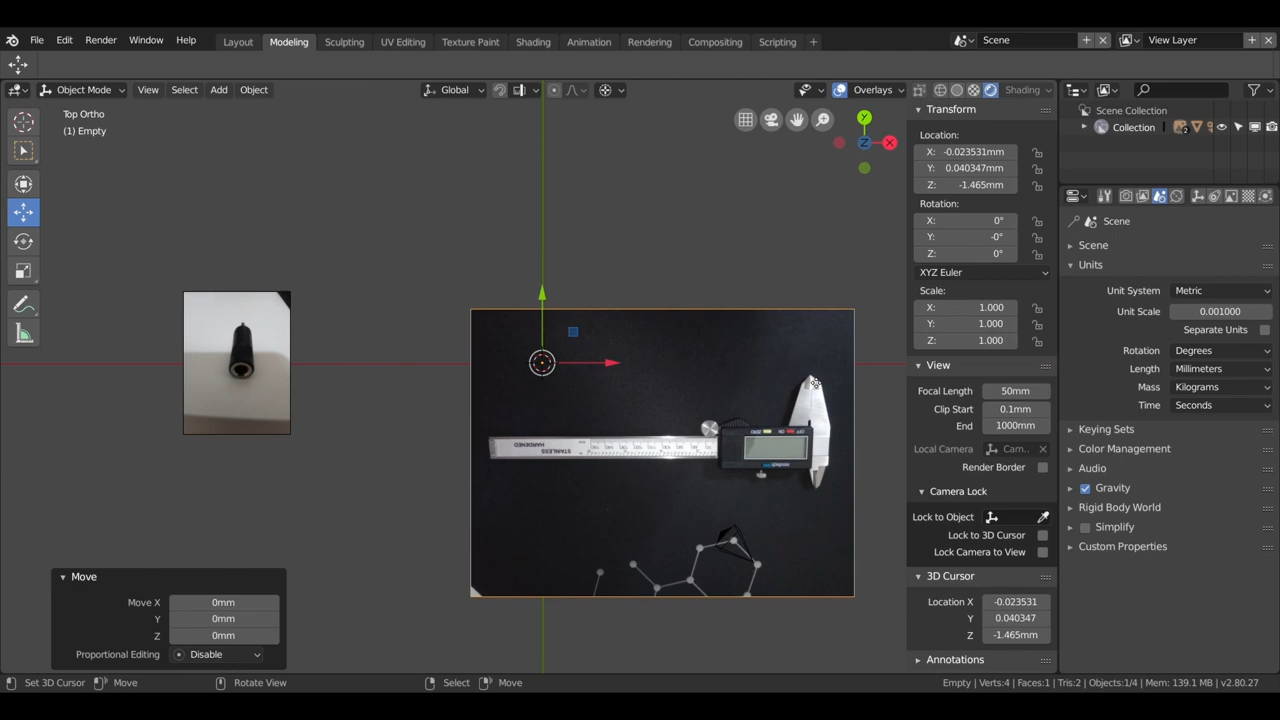 File Edit Render Window Help Layout Modeling Sculpting UV Editing Texture Paint Shading Animation Rendering Compositing Scripting + Scene View Layer
Object Mode View Select Add Object Global Overlays Shading
Top Ortho
(1) Empty
Y
Z X
Transform
Location:
X: -0.023531mm
Y: 0.040347mm
Z: -1.465mm
Rotation:
X: 0°
Y: -0°
Z: 0°
XYZ Euler
Scale:
X: 1.000
Y: 1.000
Z: 1.000
View
Focal Length 50mm
Clip Start 0.1mm
End 1000mm
Local Camera Cam..
Render Border
Camera Lock
Lock to Object
Lock to 3D Cursor
Lock Camera to View
3D Cursor
Location X -0.023531
Y 0.040347
Z -1.465mm
Annotations
Scene Collection
Collection 2
Scene
Scene
Units
Unit System Metric
Unit Scale 0.001000
Separate Units
Rotation Degrees
Length Millimeters
Mass Kilograms
Time Seconds
Keying Sets
Color Management
Audio
Gravity
Rigid Body World
Simplify
Custom Properties
STAINLESS
HARDENED
OFF
ZERO
Move
Move X 0mm
Y 0mm
Z 0mm
Proportional Editing Disable
Set 3D Cursor Move Rotate View Select Move Empty | Verts:4 | Faces:1 | Tris:2 | Objects:1/4 | Mem: 139.1 MB | v2.80.27